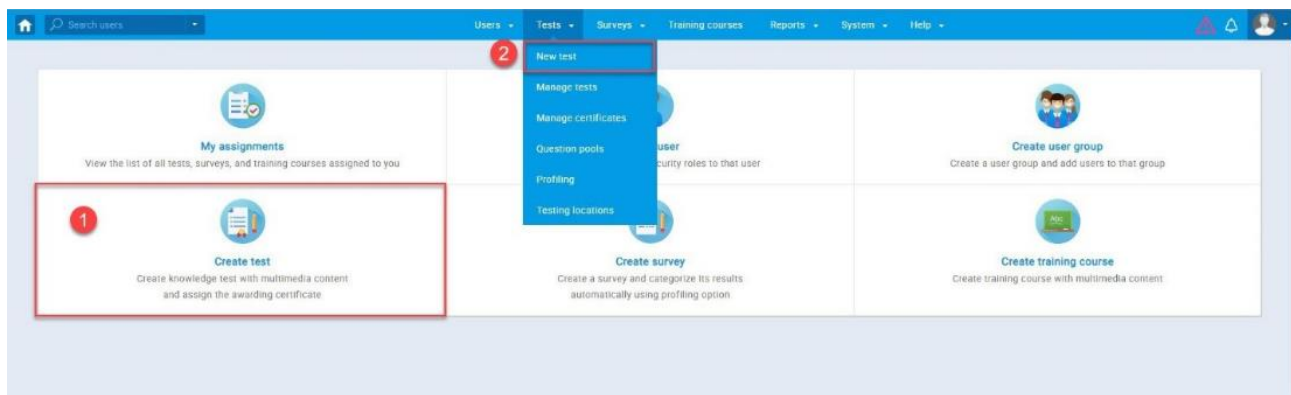 Search users
Users
Tests
Surveys
Training courses
Reports
System
Help
2
New test
Manage tests
Manage certificates
Question pools
Profiling
Testing locations
My assignments
View the list of all tests, surveys, and training courses assigned to you
user
curity roles to that user
Create user group
Create a user group and add users to that group
1
Create test
Create knowledge test with multimedia content
and assign the awarding certificate
Create survey
Create a survey and categorize its results
automatically using profiling option
Abc
Create training course
Create training course with multimedia content